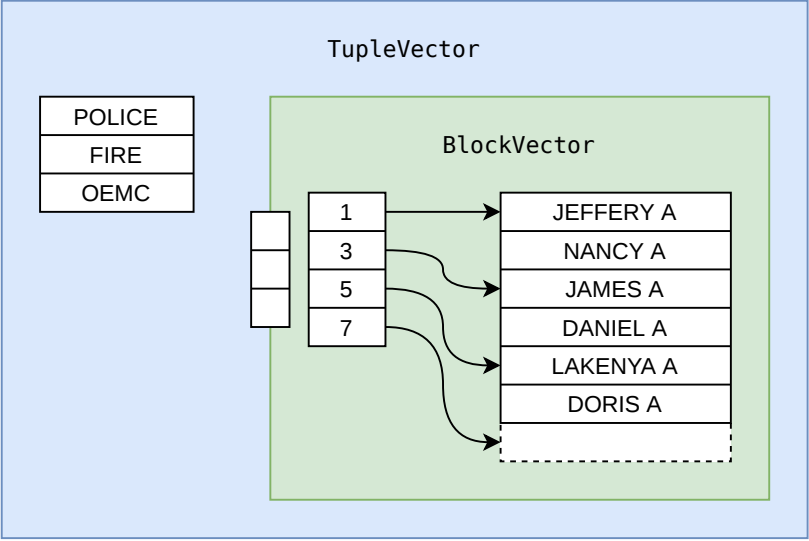 TupleVector
POLICE
FIRE
OEMC
BlockVector
1
3
5
7
JEFFERY A
NANCY A
JAMES A
DANIEL A
LAKENYA A
DORIS A